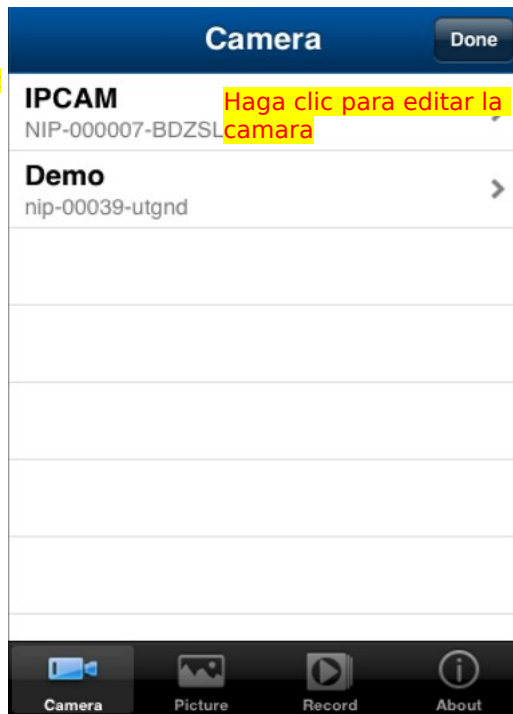 Camera
Done
IPCAM
Haga clic para editar la
NIP-000007-BDZSL
camara
Demo
nip-00039-utgnd
Camera
Picture
Record
About